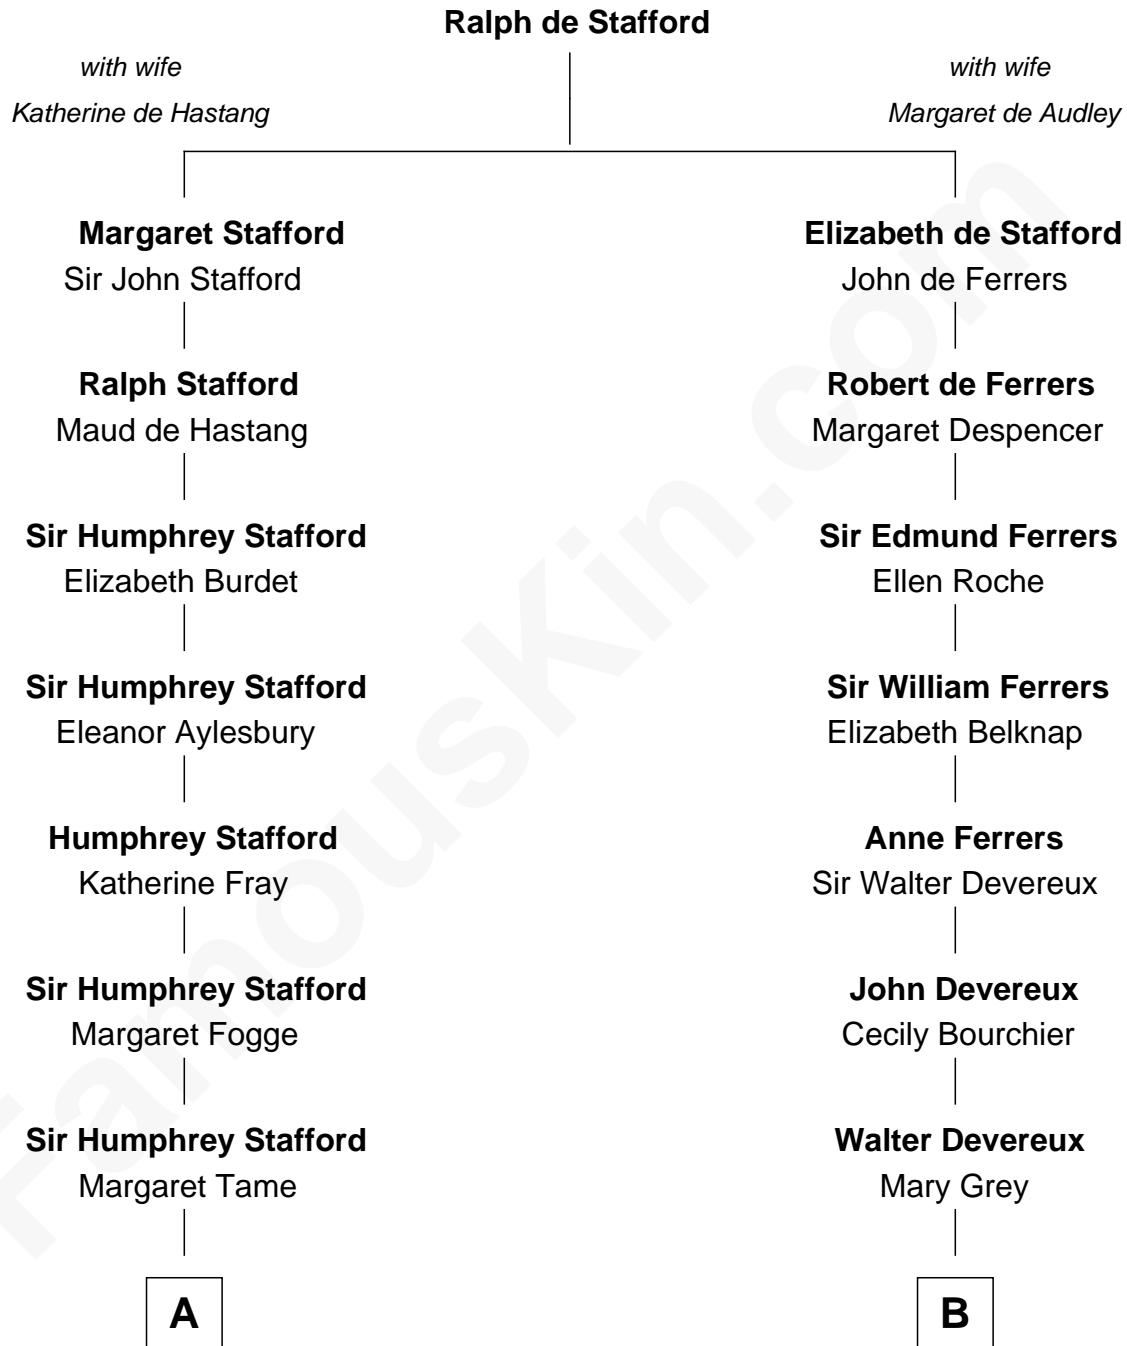 Ralph de Stafford
with wife
Katherine de Hastang
with wife
Margaret de Audley
Margaret Stafford
Sir John Stafford
Elizabeth de Stafford
John de Ferrers
Ralph Stafford
Maud de Hastang
Robert de Ferrers
Margaret Despencer
Sir Humphrey Stafford
Elizabeth Burdet
Sir Edmund Ferrers
Ellen Roche
Sir Humphrey Stafford
Eleanor Aylesbury
Sir William Ferrers
Elizabeth Belknap
Humphrey Stafford
Katherine Fray
Anne Ferrers
Sir Walter Devereux
Sir Humphrey Stafford
Margaret Fogge
John Devereux
Cecily Bourchier
Sir Humphrey Stafford
Margaret Tame
Walter Devereux
Mary Grey
A
B
FamousKin.com